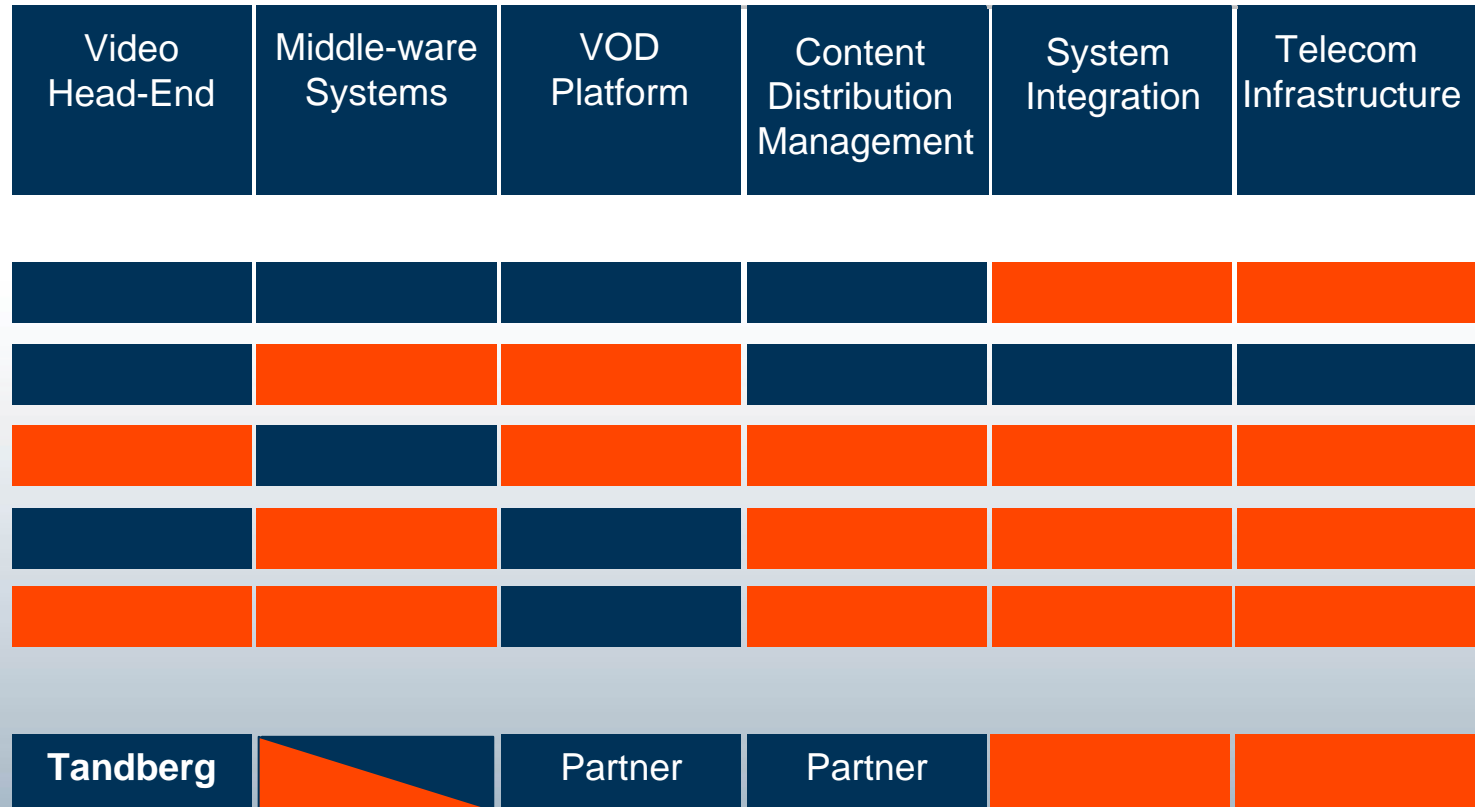 Video
Head-End
Middle-ware
Systems
VOD
Platform
Content
Distribution
Management
System
Integration
Telecom
Infrastructure
Tandberg
Partner
Partner